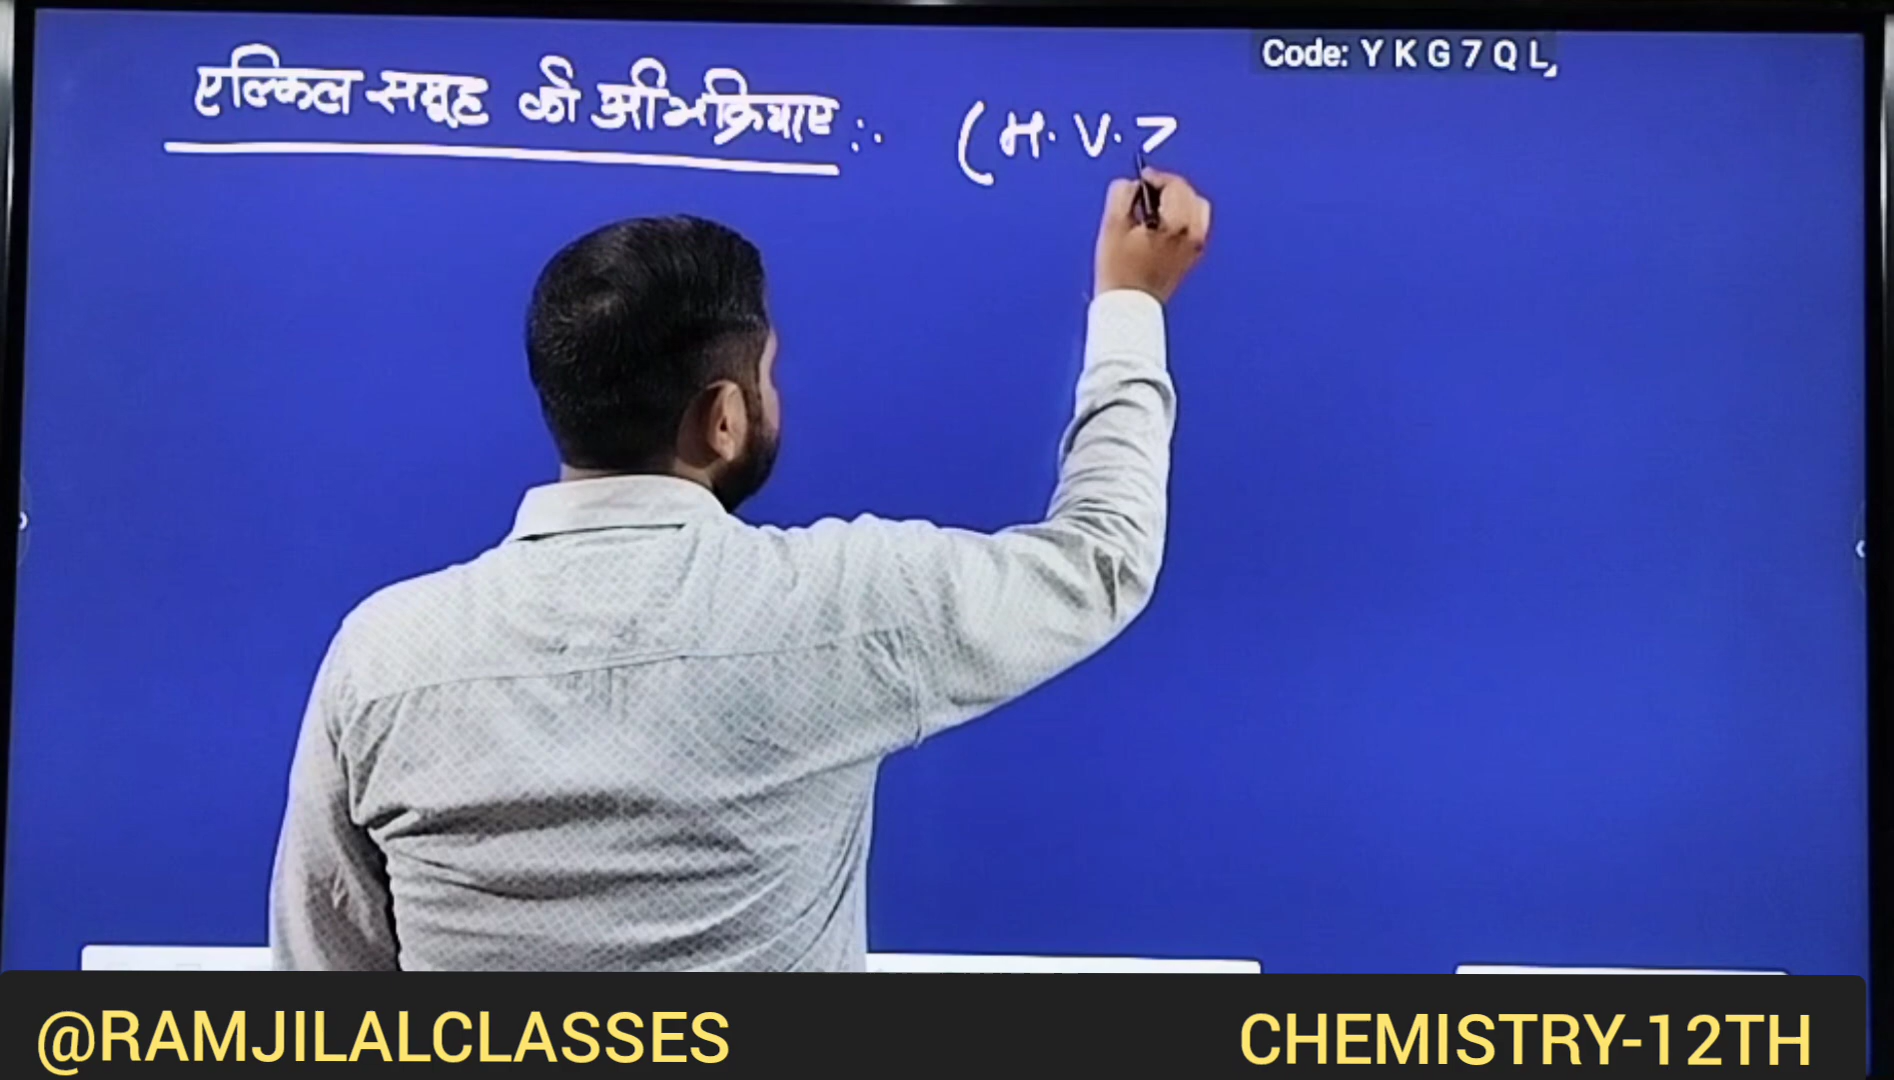 Code: Y K G 7 Q L
एल्किल समूह की अभिक्रियाए :. (H. V. Z
@RAMJILALCLASSES
CHEMISTRY-12TH